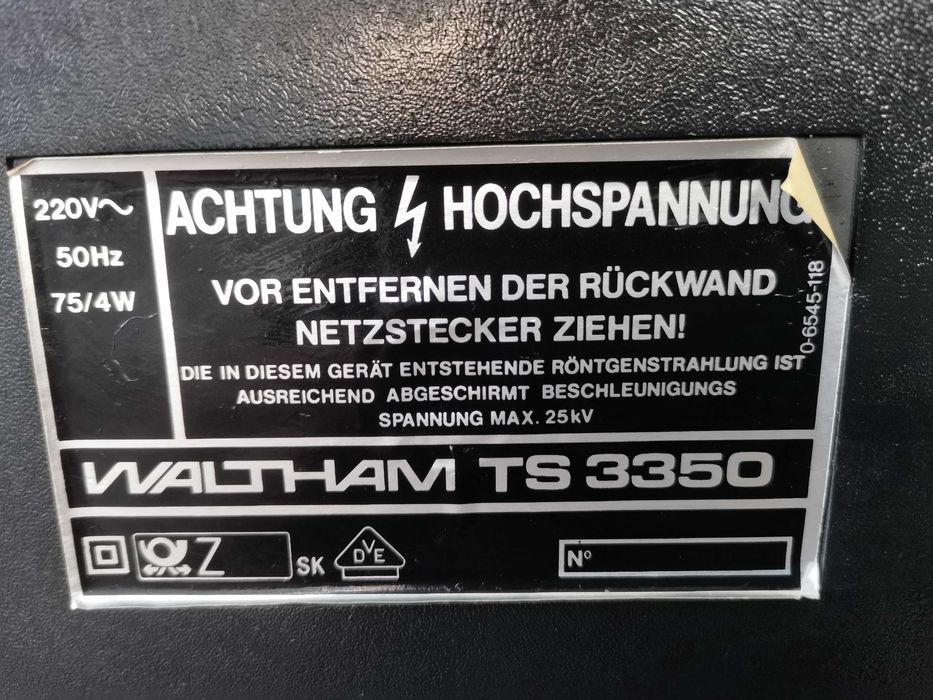 220V~
50Hz
75/4W
ACHTUNG HOCHSPANNUNG
VOR ENTFERNEN DER RÜCKWAND
NETZSTECKER ZIEHEN!
DIE IN DIESEM GERÄT ENTSTEHENDE RÖNTGENSTRAHLUNG IST
AUSREICHEND ABGESCHIRMT BESCHLEUNIGUNGS
SPANNUNG MAX. 25kV
0-6545-118
WALTHAM TS 3350
Z
SK
DVE
Nº